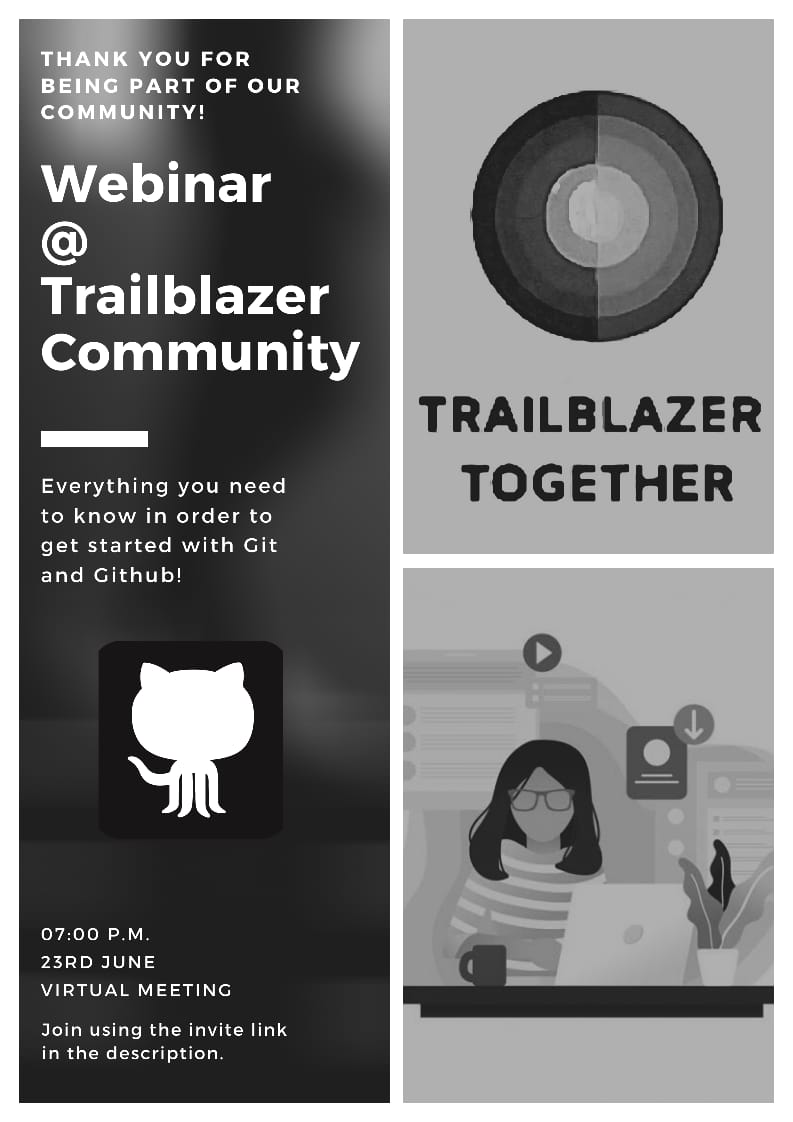 THANK YOU FOR
BEING PART OF OUR
COMMUNITY!
Webinar
@
Trailblazer
Community
Everything you need
to know in order to
get started with Git
and Github!
07:00 P.M.
23RD JUNE
VIRTUAL MEETING
Join using the invite link
in the description.
TRAILBLAZER
TOGETHER